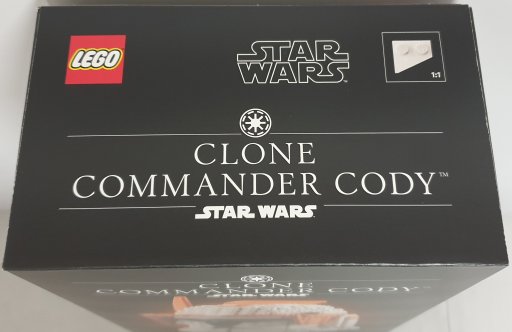 LEGO
STAR
WARS
1:1
CLONE
COMMANDER CODY™
STAR WARS
CLONE
COMMANDER CODY™
STAR WARS